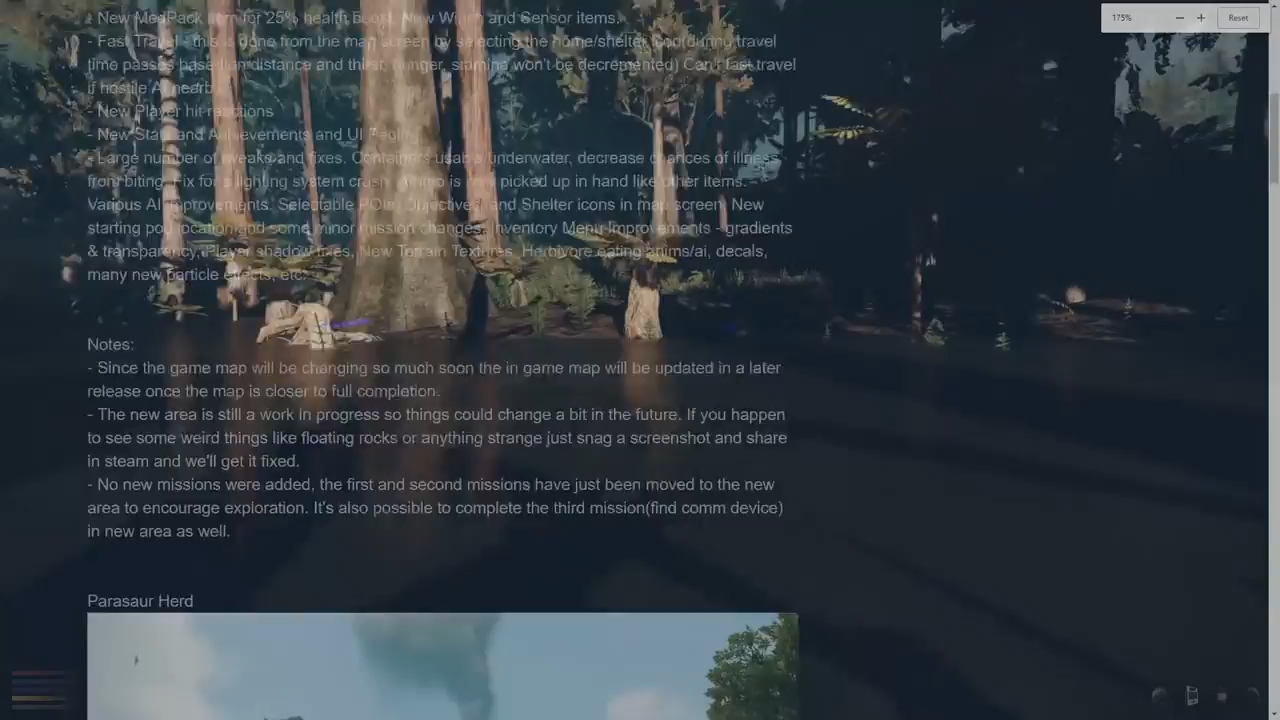 - New MedPack item for 25% health boost. New Wrum and Sensor items.
- Fast Travel - this is done from the map screen by selecting the home/shelter icon(during travel
time passes based on distance and thirst, hunger, stamina won't be decremented) Can't fast travel
if hostile AI nearby
- New Player hit-reactions
- New Stats and Achievements and UI Page
- Large number of tweaks and fixes. Containers usable underwater, decrease chances of illness
from biting. Fix for a lighting system crash. Ammo is now picked up in hand like other items. -
Various AI improvements. Selectable POIs, Objectives, and Shelter icons in map screen. New
starting pod location and some minor mission changes. Inventory Menu Improvements - gradients
& transparency, Player shadow fixes, New Terrain Textures, Herbivore eating anims/ai, decals,
many new particle effects, etc.
Notes:
- Since the game map will be changing so much soon the in game map will be updated in a later
release once the map is closer to full completion.
- The new area is still a work in progress so things could change a bit in the future. If you happen
to see some weird things like floating rocks or anything strange just snag a screenshot and share
in steam and we'll get it fixed.
- No new missions were added, the first and second missions have just been moved to the new
area to encourage exploration. It's also possible to complete the third mission(find comm device)
in new area as well.
Parasaur Herd
175%
Reset